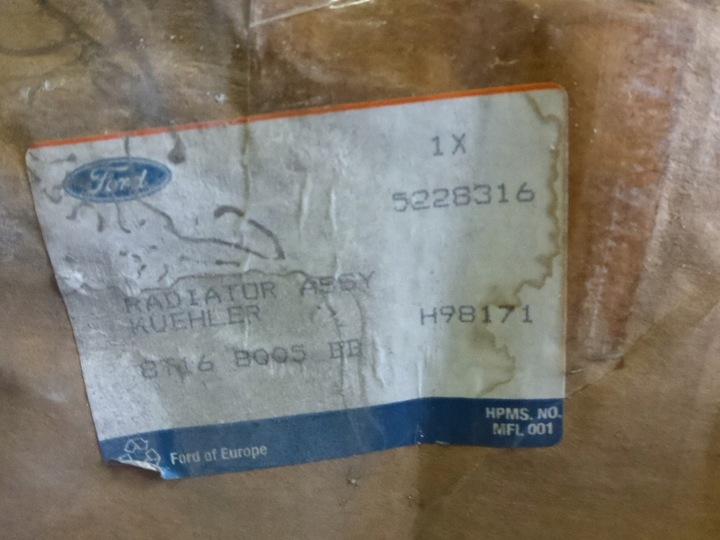 1X
Ford
5228316
RADIATOR ASSY
KUEHLER
H98171
8005 BB
HPMS. NO.
MFL 001
Ford of Europe